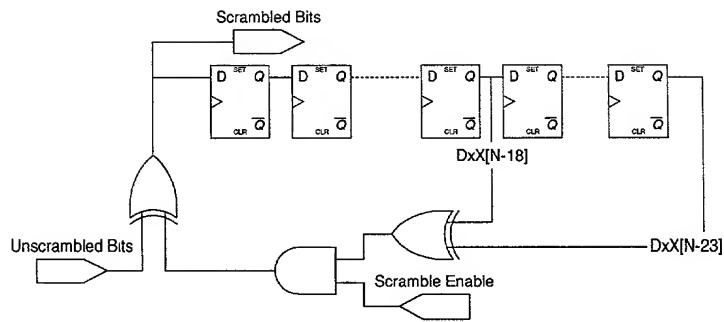 Scrambled Bits
D SET Q
CLR Q
D SET Q
CLR Q
D SET Q
CLR Q
D SET Q
CLR Q
D SET Q
CLR Q
DxX[N-18]
Unscrambled Bits
DxX[N-23]
Scramble Enable